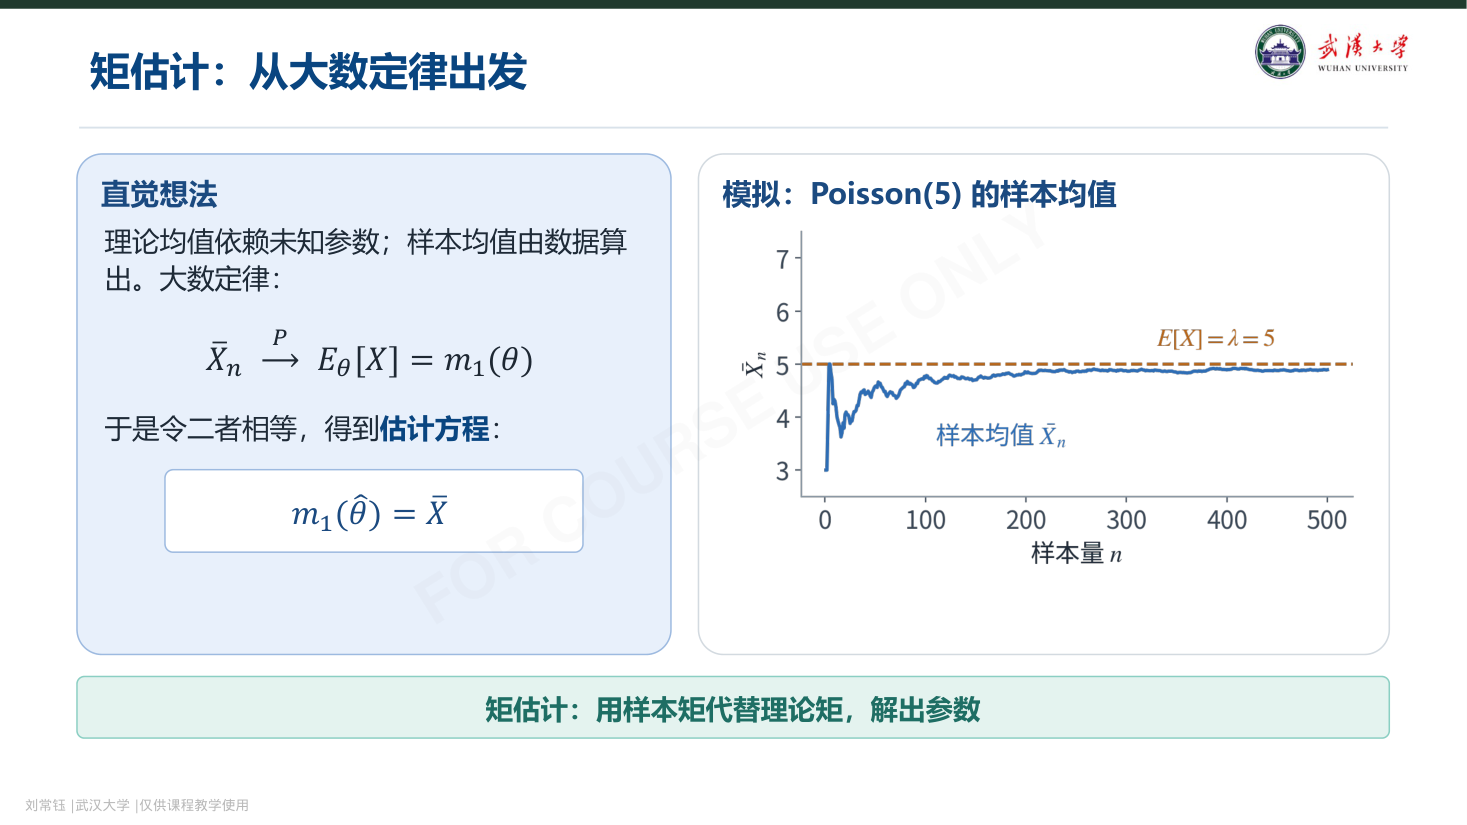 矩估计：从大数定律出发
武汉大学
WUHAN UNIVERSITY
直觉想法
理论均值依赖未知参数；样本均值由数据算
出。大数定律：
X̄ₙ —P→ E_θ[X] = m₁(θ)
于是令二者相等，得到估计方程：
m₁(θ̂) = X̄
模拟：Poisson(5) 的样本均值
7
6
5
4
3
X̄ₙ
E[X] = λ = 5
样本均值 X̄ₙ
0 100 200 300 400 500
样本量 n
矩估计：用样本矩代替理论矩，解出参数
FOR COURSE USE ONLY
刘常钰 |武汉大学 |仅供课程教学使用